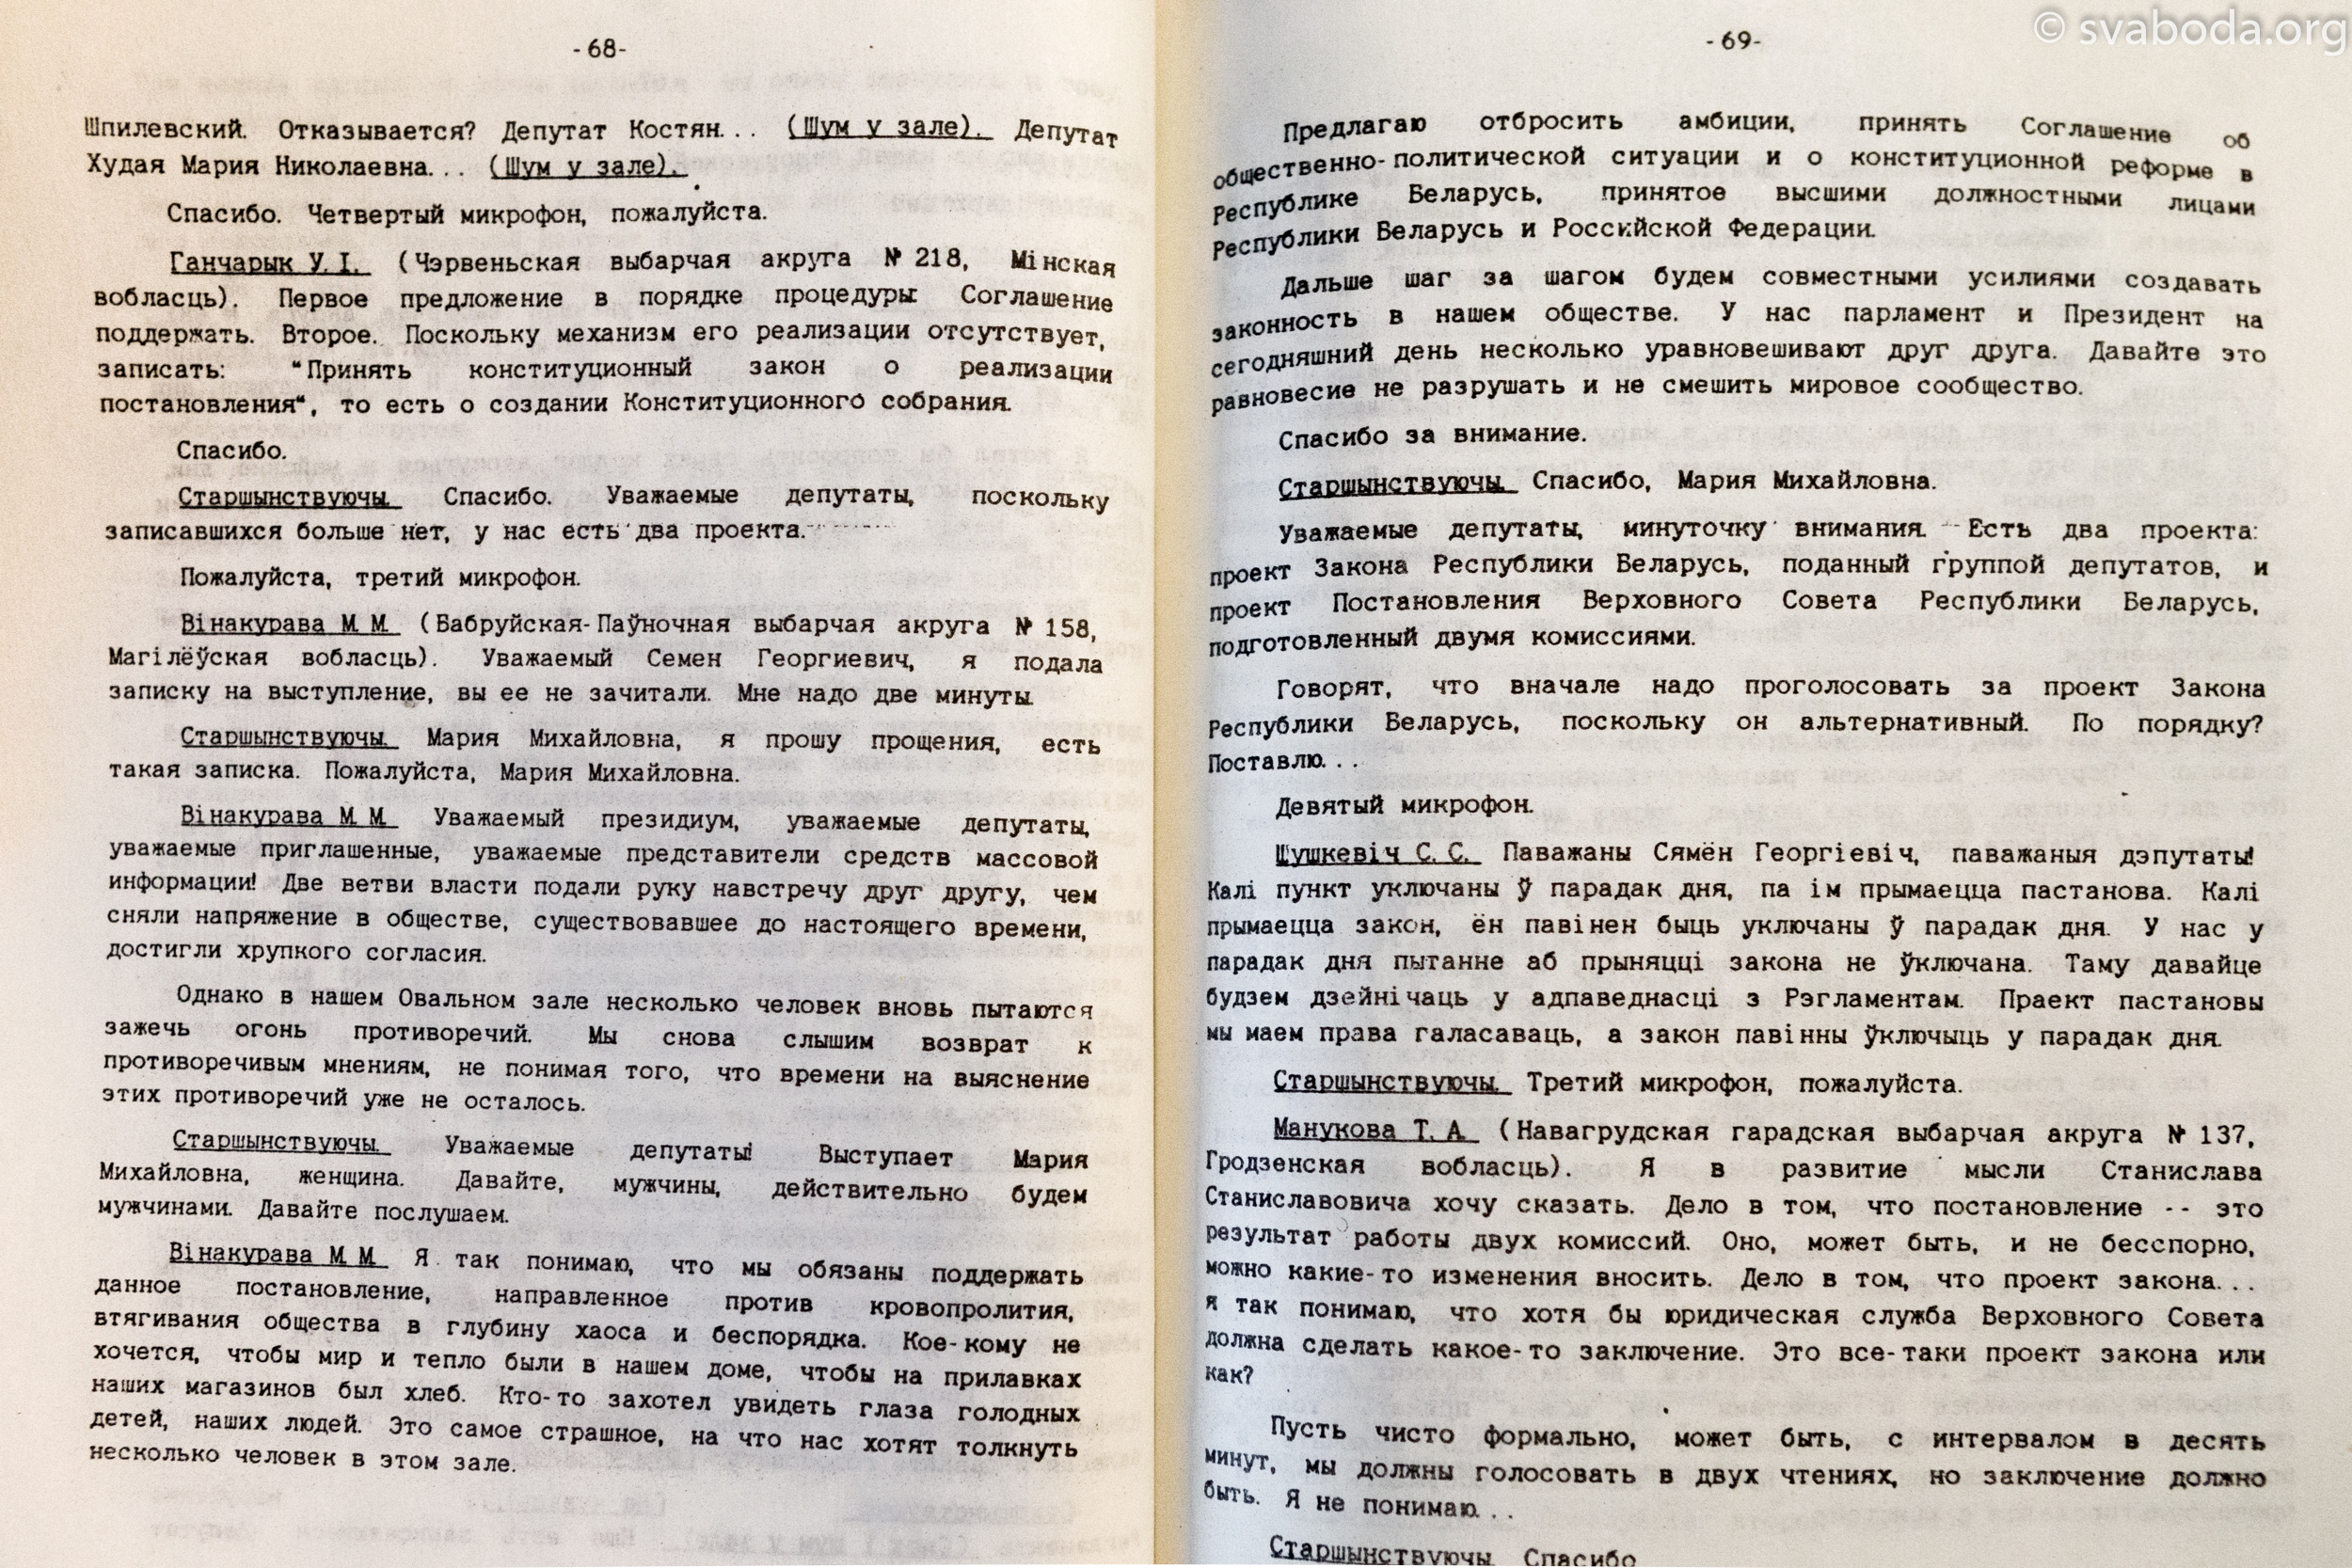 -68-
Шпилевский. Отказывается? Депутат Костян... (Шум у зале). Депутат
Худая Мария Николаевна... (Шум у зале).
Спасибо. Четвертый микрофон, пожалуйста.
Ганчарык У. І. (Чэрвеньская выбарчая акруга № 218, Мінская
вобласць). Первое предложение в порядке процедуры: Соглашение
поддержать. Второе. Поскольку механизм его реализации отсутствует,
записать: "Принять конституционный закон о реализации
постановления", то есть о создании Конституционного собрания.
Спасибо.
Старшынствуючы. Спасибо. Уважаемые депутаты, поскольку
записавшихся больше нет, у нас есть два проекта.
Пожалуйста, третий микрофон.
Вінакурава М. М. (Бабруйская-Паўночная выбарчая акруга № 158,
Магілёўская вобласць). Уважаемый Семен Георгиевич, я подала
записку на выступление, вы ее не зачитали. Мне надо две минуты.
Старшынствуючы. Мария Михайловна, я прошу прощения, есть
такая записка. Пожалуйста, Мария Михайловна.
Вінакурава М. М. Уважаемый президиум, уважаемые депутаты,
уважаемые приглашенные, уважаемые представители средств массовой
информации! Две ветви власти подали руку навстречу друг другу, чем
сняли напряжение в обществе, существовавшее до настоящего времени,
достигли хрупкого согласия.
Однако в нашем Овальном зале несколько человек вновь пытаются
зажечь огонь противоречий. Мы снова слышим возврат к
противоречивым мнениям, не понимая того, что времени на выяснение
этих противоречий уже не осталось.
Старшынствуючы. Уважаемые депутаты! Выступает Мария
Михайловна, женщина. Давайте, мужчины, действительно будем
мужчинами. Давайте послушаем.
Вінакурава М. М. Я так понимаю, что мы обязаны поддержать
данное постановление, направленное против кровопролития,
втягивания общества в глубину хаоса и беспорядка. Кое-кому не
хочется, чтобы мир и тепло были в нашем доме, чтобы на прилавках
наших магазинов был хлеб. Кто-то захотел увидеть глаза голодных
детей, наших людей. Это самое страшное, на что нас хотят толкнуть
несколько человек в этом зале.
© svaboda.org
-69-
Предлагаю отбросить амбиции, принять Соглашение об
общественно-политической ситуации и о конституционной реформе в
Республике Беларусь, принятое высшими должностными лицами
Республики Беларусь и Российской Федерации.
Дальше шаг за шагом будем совместными усилиями создавать
законность в нашем обществе. У нас парламент и Президент на
сегодняшний день несколько уравновешивают друг друга. Давайте это
равновесие не разрушать и не смешить мировое сообщество.
Спасибо за внимание.
Старшынствуючы. Спасибо, Мария Михайловна.
Уважаемые депутаты, минуточку внимания. Есть два проекта:
проект Закона Республики Беларусь, поданный группой депутатов, и
проект Постановления Верховного Совета Республики Беларусь,
подготовленный двумя комиссиями.
Говорят, что вначале надо проголосовать за проект Закона
Республики Беларусь, поскольку он альтернативный. По порядку?
Поставлю...
Девятый микрофон.
Шушкевіч С. С. Паважаны Сямён Георгіевіч, паважаныя дэпутаты!
Калі пункт уключаны ў парадак дня, па ім прымаецца пастанова. Калі
прымаецца закон, ён павінен быць уключаны ў парадак дня. У нас у
парадак дня пытанне аб прыняцці закона не ўключана. Таму давайце
будзем дзейнічаць у адпаведнасці з Рэгламентам. Праект пастановы
мы маем права галасаваць, а закон павінны ўключыць у парадак дня.
Старшынствуючы. Третий микрофон, пожалуйста.
Манукова Т. А. (Навагрудская гарадская выбарчая акруга № 137,
Гродзенская вобласць). Я в развитие мысли Станислава
Станиславовича хочу сказать. Дело в том, что постановление -- это
результат работы двух комиссий. Оно, может быть, и не бесспорно,
можно какие-то изменения вносить. Дело в том, что проект закона...
я так понимаю, что хотя бы юридическая служба Верховного Совета
должна сделать какое-то заключение. Это все-таки проект закона или
как?
Пусть чисто формально, может быть, с интервалом в десять
минут, мы должны голосовать в двух чтениях, но заключение должно
быть. Я не понимаю...
Старшынствуючы. Спасибо